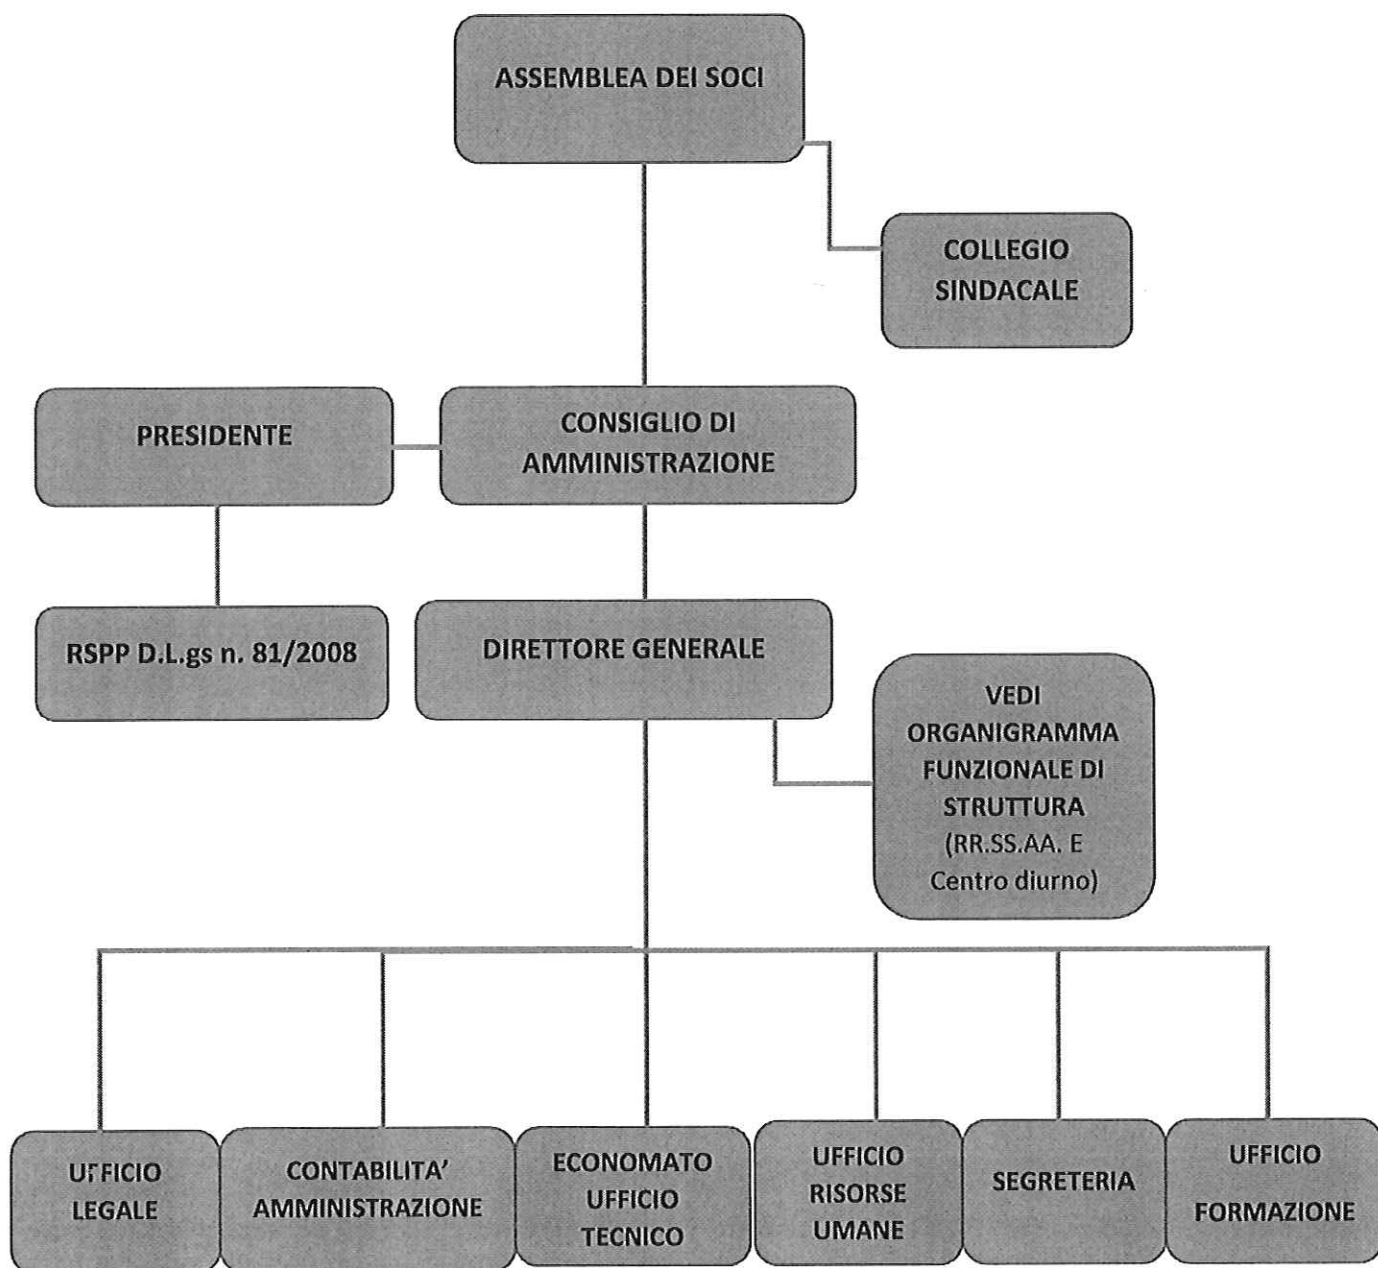 ASSEMBLEA DEI SOCI
COLLEGIO
SINDACALE
PRESIDENTE
CONSIGLIO DI
AMMINISTRAZIONE
RSPP D.L.gs n. 81/2008
DIRETTORE GENERALE
VEDI
ORGANIGRAMMA
FUNZIONALE DI
STRUTTURA
(RR.SS.AA. E
Centro diurno)
UFFICIO
LEGALE
CONTABILITA’
AMMINISTRAZIONE
ECONOMATO
UFFICIO
TECNICO
UFFICIO
RISORSE
UMANE
SEGRETERIA
UFFICIO
FORMAZIONE